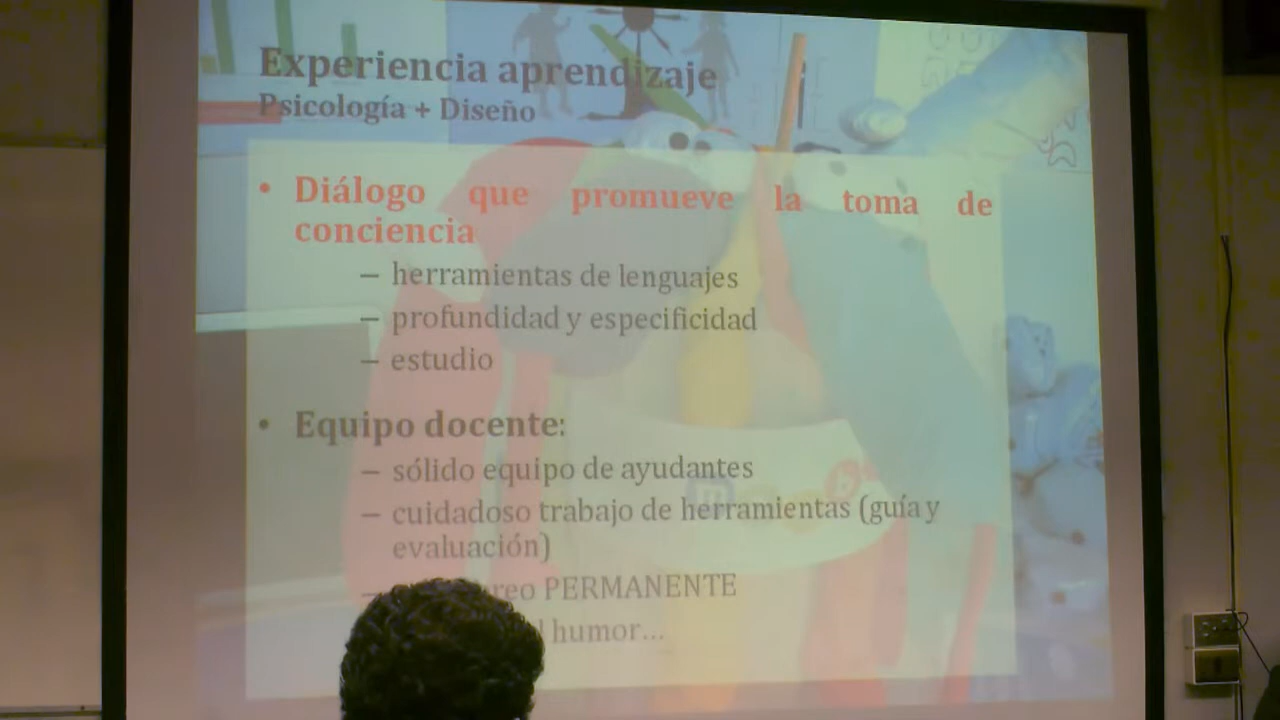 Experiencia aprendizaje
Psicología + Diseño
• Diálogo que promueve la toma de
conciencia
– herramientas de lenguajes
– profundidad y especificidad
– estudio
• Equipo docente:
– sólido equipo de ayudantes
– cuidadoso trabajo de herramientas (guía y
evaluación)
– PERMANENTE
humor...